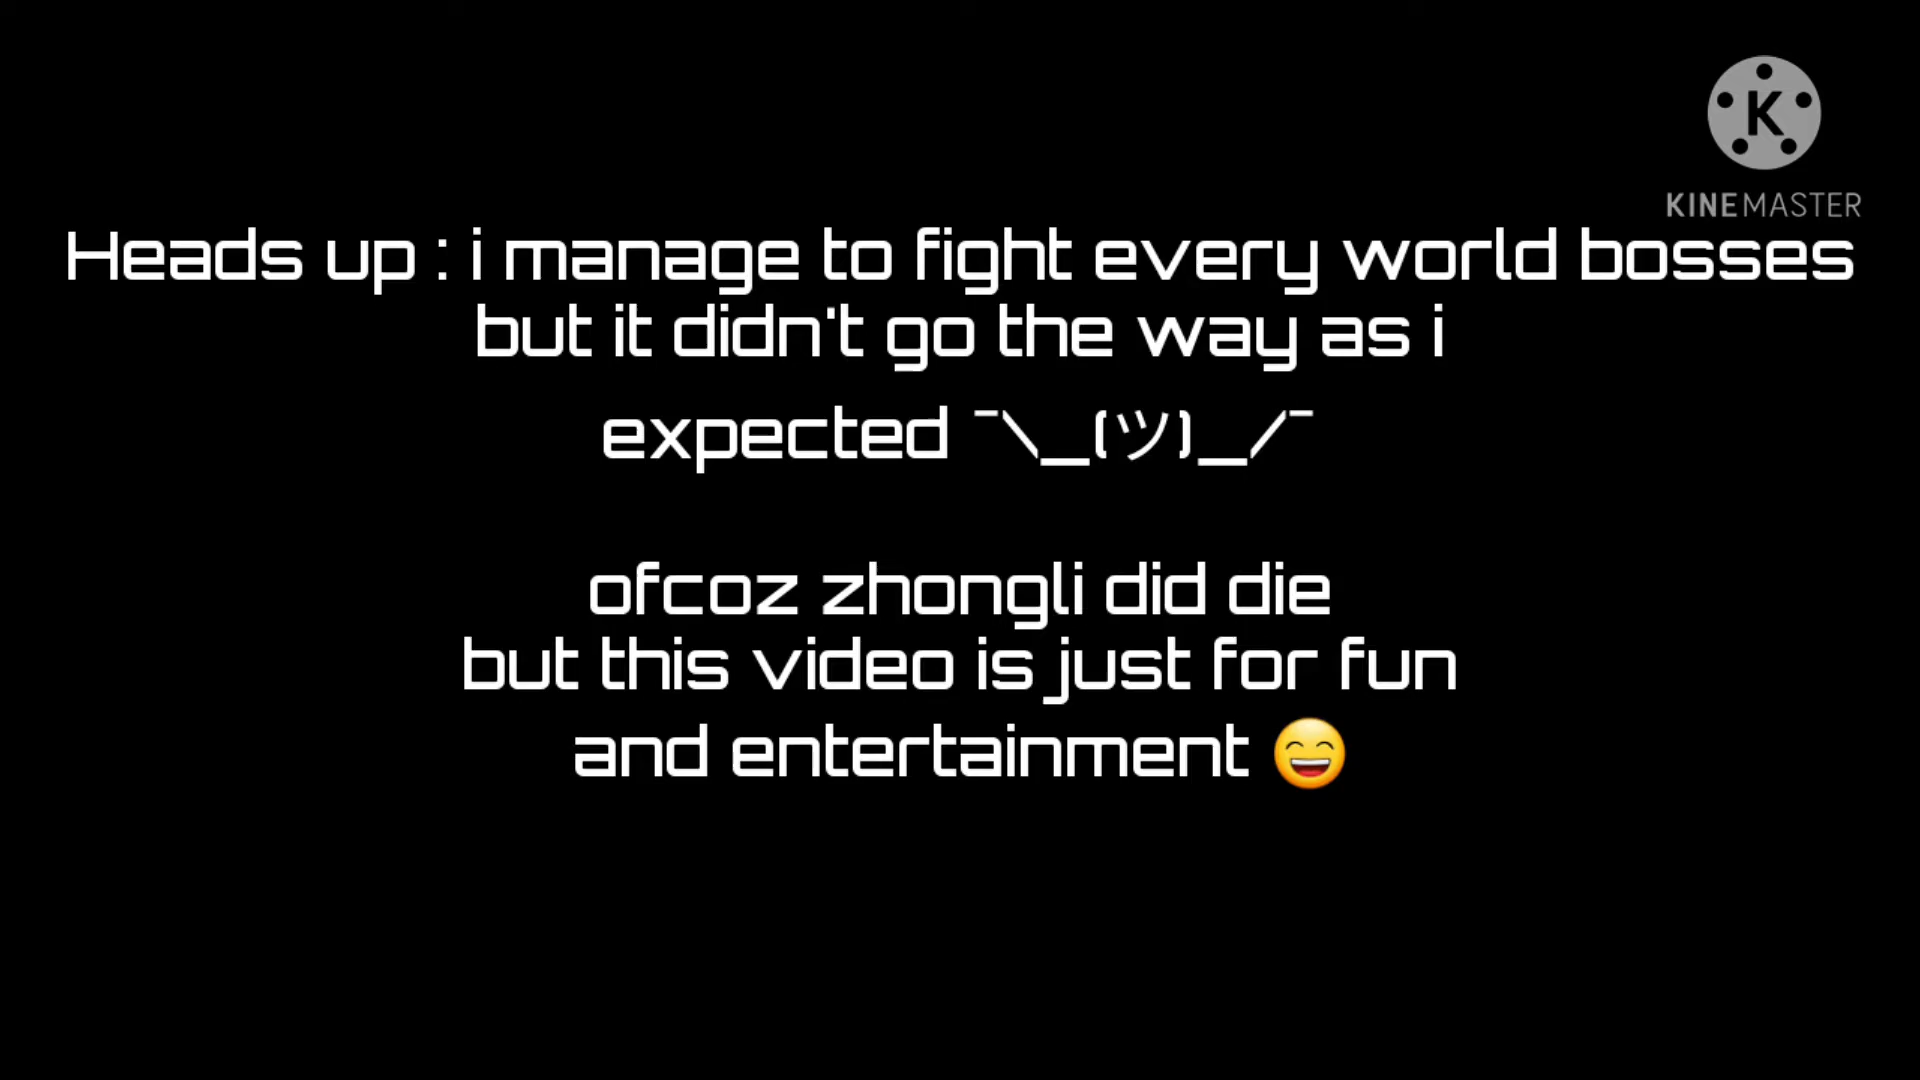 K
KINEMASTER
Heads up : i manage to fight every world bosses
but it didn't go the way as i
expected ¯\_(ツ)_/¯
ofcoz zhongli did die
but this video is just for fun
and entertainment 😄